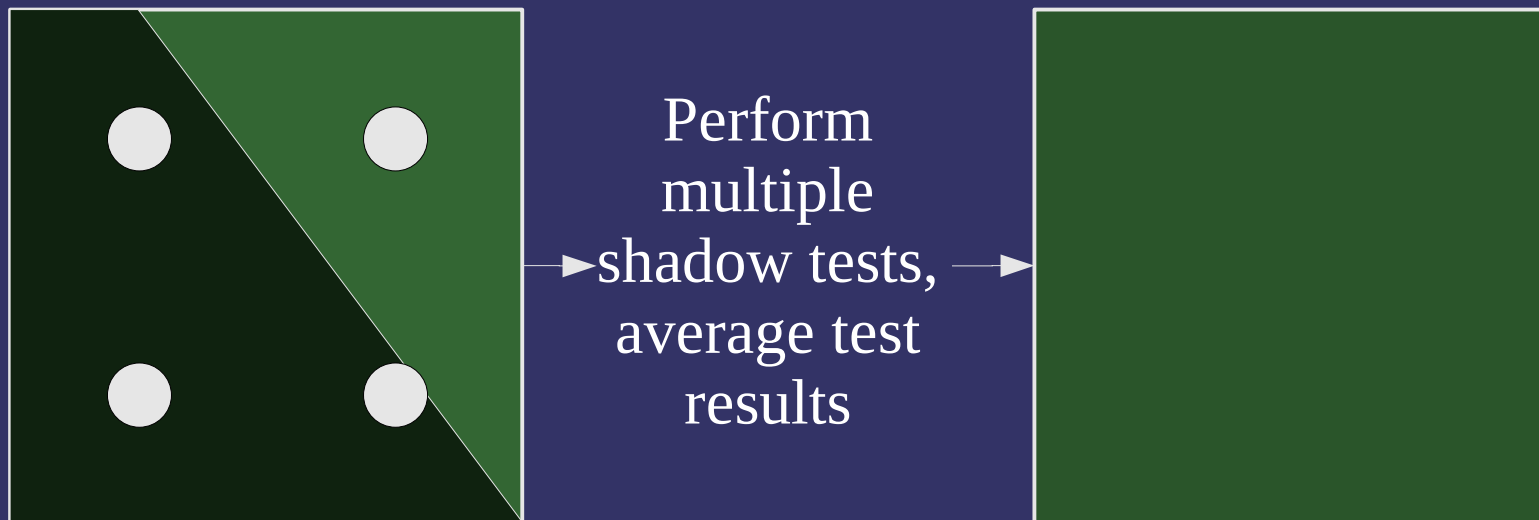 Perform
multiple
shadow tests,
average test
results